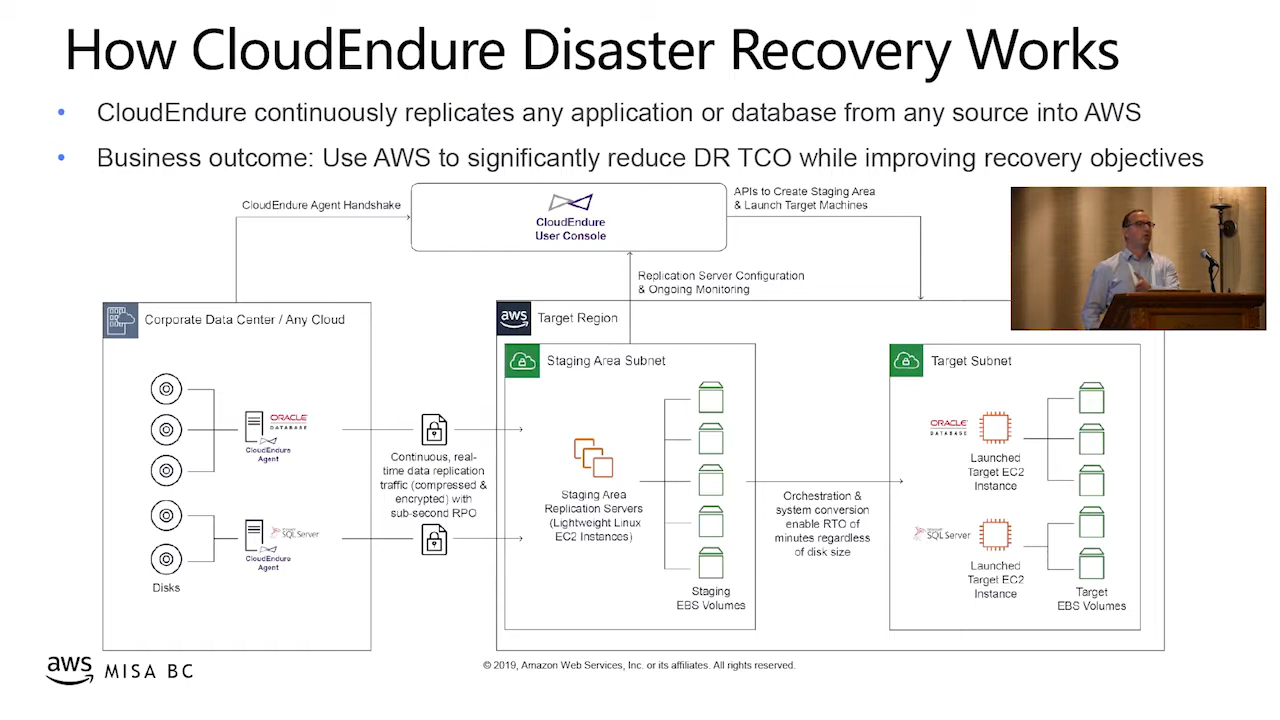 How CloudEndure Disaster Recovery Works
• CloudEndure continuously replicates any application or database from any source into AWS
• Business outcome: Use AWS to significantly reduce DR TCO while improving recovery objectives
CloudEndure Agent Handshake
CloudEndure
User Console
APIs to Create Staging Area
& Launch Target Machines
Replication Server Configuration
& Ongoing Monitoring
Corporate Data Center / Any Cloud
ORACLE
DATABASE
CloudEndure
Agent
SQL Server
CloudEndure
Agent
Disks
Continuous, real-
time data replication
traffic (compressed &
encrypted) with
sub-second RPO
aws
Target Region
Staging Area Subnet
Staging Area
Replication Servers
(Lightweight Linux
EC2 Instances)
Staging
EBS Volumes
Orchestration &
system conversion
enable RTO of
minutes regardless
of disk size
Target Subnet
ORACLE
DATABASE
Launched
Target EC2
Instance
SQL Server
Launched
Target EC2
Instance
Target
EBS Volumes
aws MISA BC
© 2019, Amazon Web Services, Inc. or its affiliates. All rights reserved.